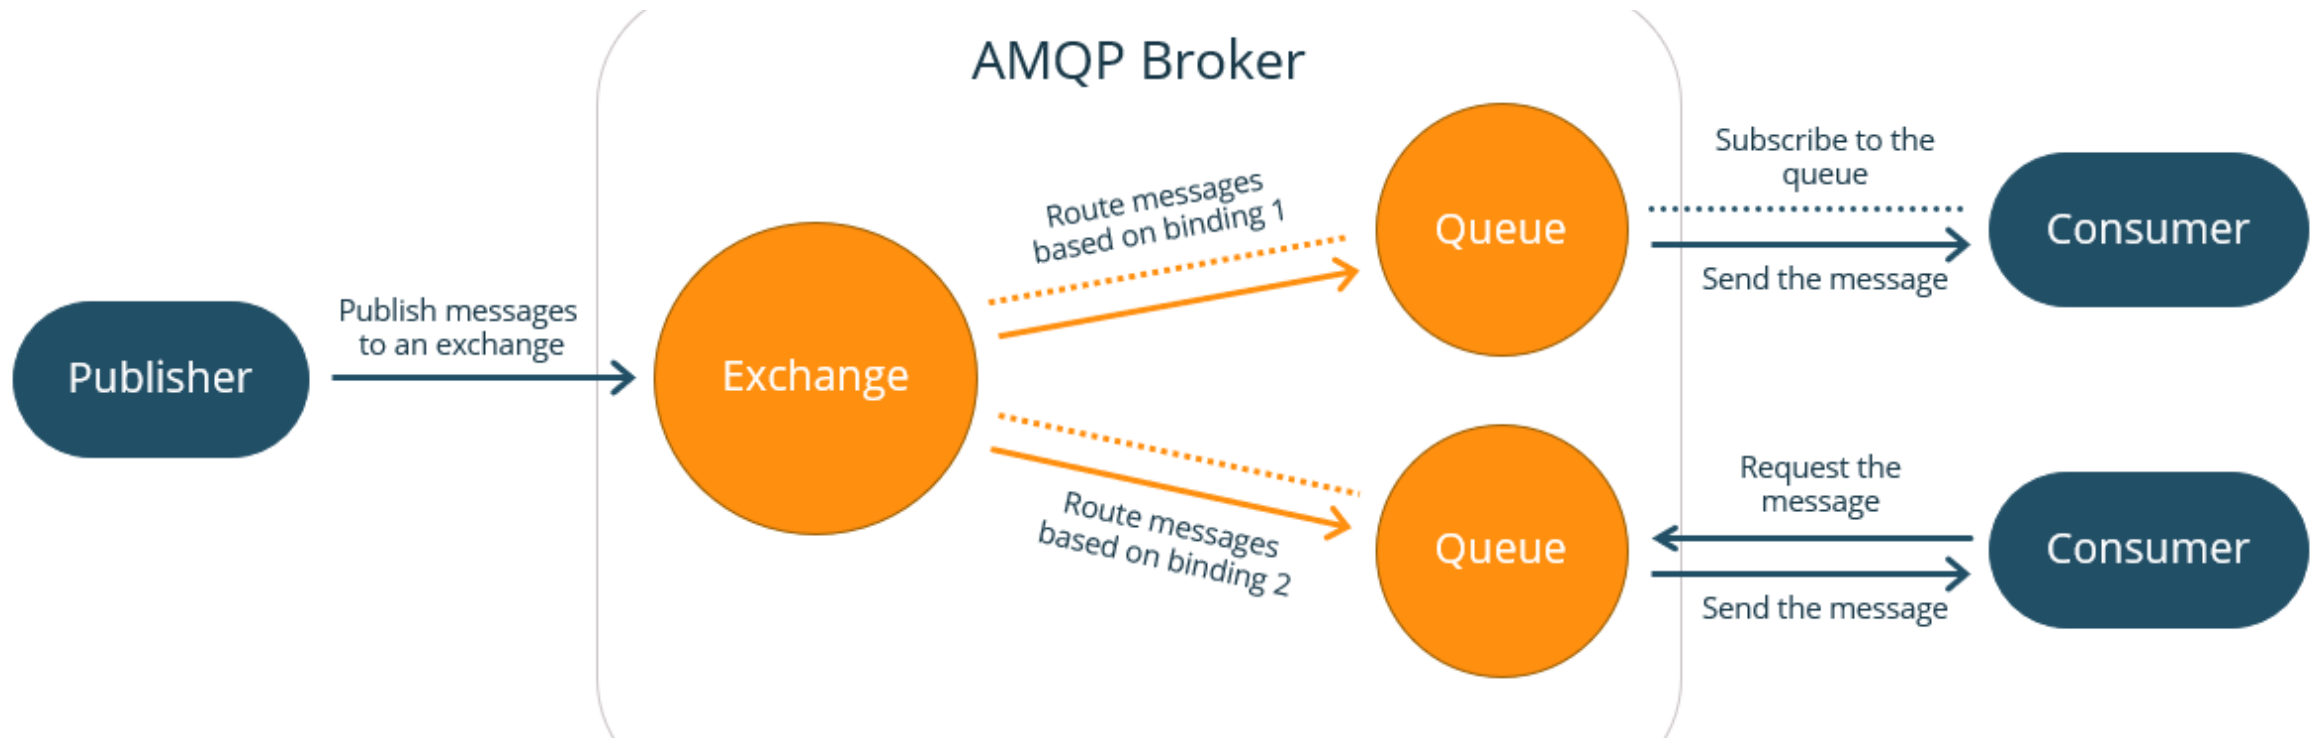 AMQP Broker
Publisher
Publish messages
to an exchange
Exchange
Route messages
based on binding 1
Route messages
based on binding 2
Queue
Queue
Subscribe to the
queue
Send the message
Consumer
Request the
message
Send the message
Consumer